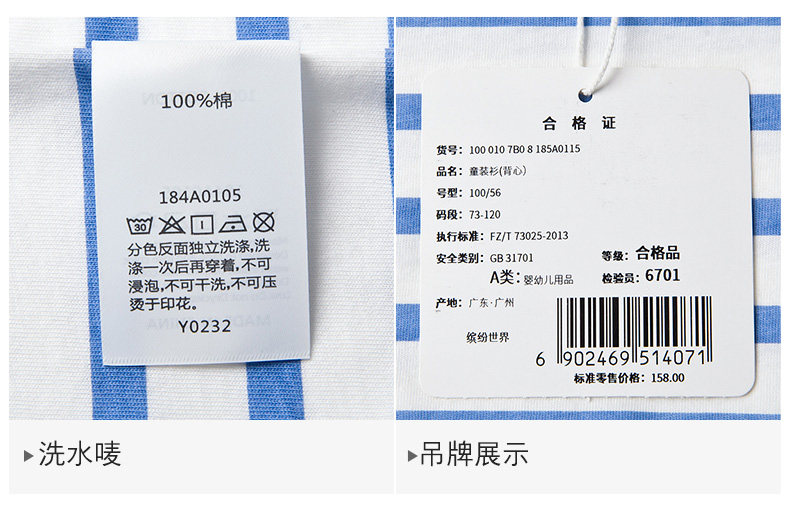 100%棉
184A0105
30
分色反面独立洗涤,洗
涤一次后再穿着,不可
浸泡,不可干洗,不可压
烫于印花。
Y0232
▶洗水唛
合 格 证
货号: 100 010 7B0 8 185A0115
品名: 童装衫(背心)
号型: 100/56
码段: 73-120
执行标准: FZ/T 73025-2013
安全类别: GB 31701
等级: 合格品
A类: 婴幼儿用品
检验员: 6701
产地: 广东·广州
缤纷世界
6 902469 514071
标准零售价格: 158.00
▶吊牌展示